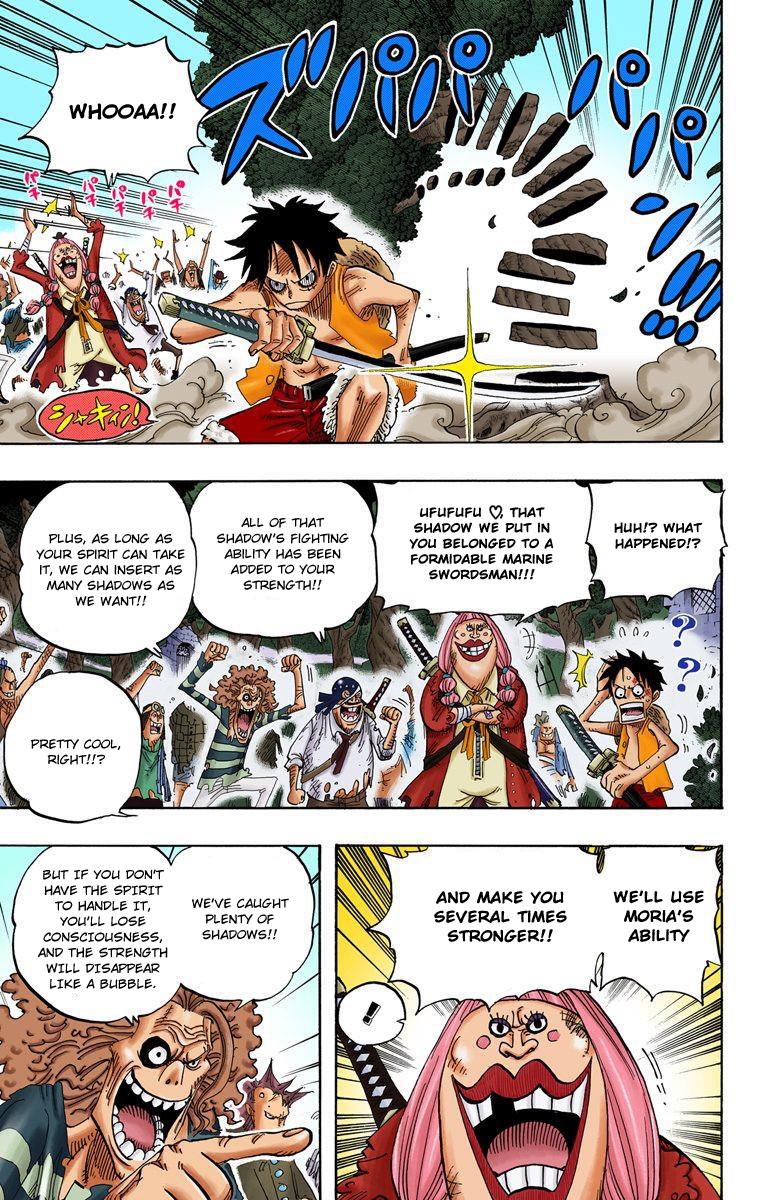 ズパパパパパッ!!!
WHOOAA!!
パチ
パチ
パチ
パチ
パチ
シャキィン!
HUH!? WHAT
HAPPENED!?
UFUFUFU ♡, THAT
SHADOW WE PUT IN
YOU BELONGED TO A
FORMIDABLE MARINE
SWORDSMAN!!!
ALL OF THAT
SHADOW'S FIGHTING
ABILITY HAS BEEN
ADDED TO YOUR
STRENGTH!!
PLUS, AS LONG AS
YOUR SPIRIT CAN TAKE
IT, WE CAN INSERT AS
MANY SHADOWS AS
WE WANT!!
PRETTY COOL,
RIGHT!!?
? ? ?
WE'LL USE
MORIA'S
ABILITY
AND MAKE YOU
SEVERAL TIMES
STRONGER!!
!
WE'VE CAUGHT
PLENTY OF
SHADOWS!!
BUT IF YOU DON'T
HAVE THE SPIRIT
TO HANDLE IT,
YOU'LL LOSE
CONSCIOUSNESS,
AND THE STRENGTH
WILL DISAPPEAR
LIKE A BUBBLE.